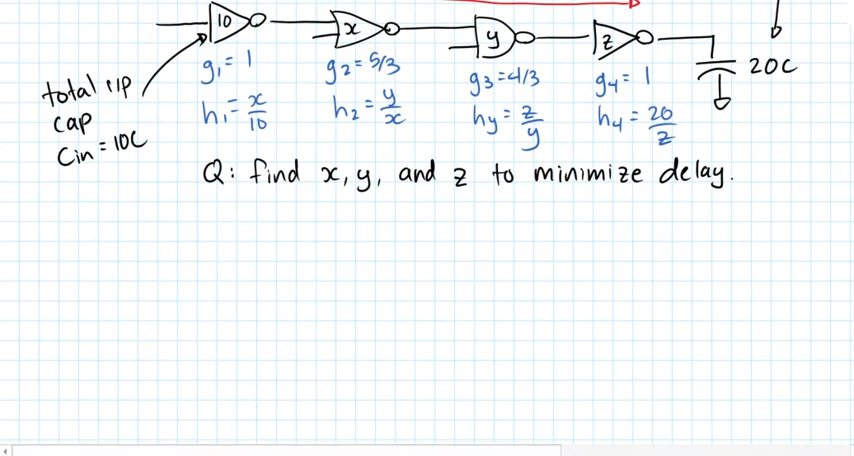 10 x y z
20C
g₁ = 1 g₂ = 5/3 g₃ = 4/3 g₄ = 1
h₁ = x/10 h₂ = y/x hy = z/y h₄ = 20/z
total i/p
cap
Cin = 10C
Q: find x, y, and z to minimize delay.